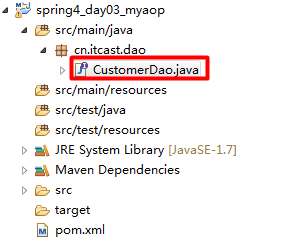 spring4_day03_myaop
src/main/java
cn.itcast.dao
CustomerDao.java
src/main/resources
src/test/java
src/test/resources
JRE System Library [JavaSE-1.7]
Maven Dependencies
src
target
pom.xml